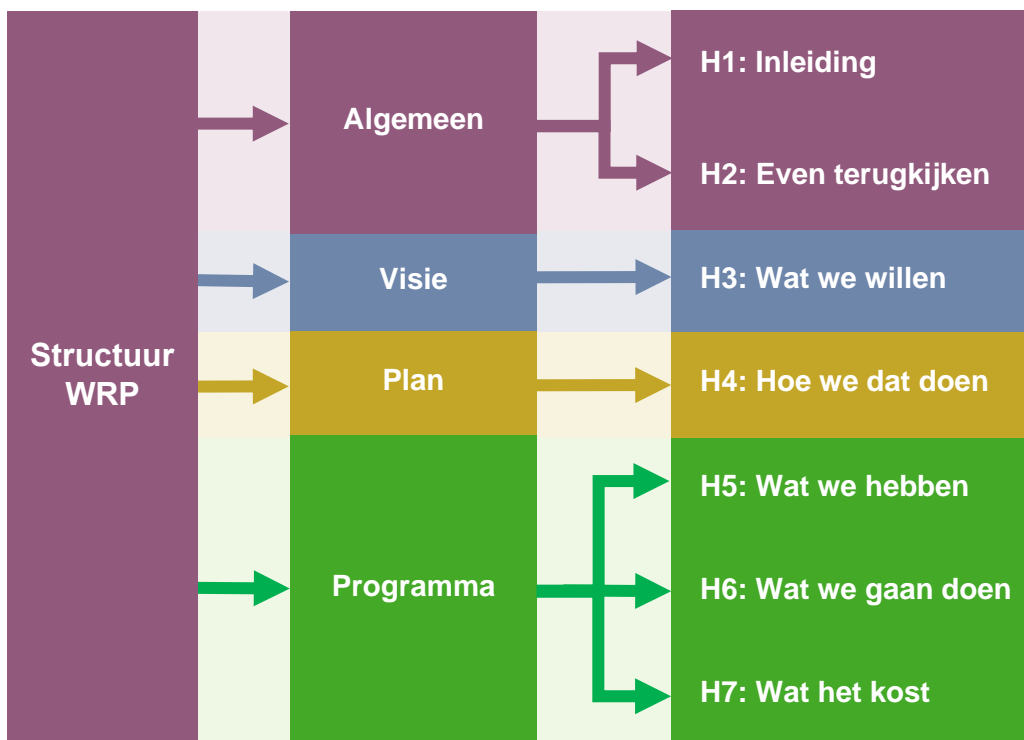 Structuur
WRP
Algemeen
H1: Inleiding
H2: Even terugkijken
Visie
H3: Wat we willen
Plan
H4: Hoe we dat doen
Programma
H5: Wat we hebben
H6: Wat we gaan doen
H7: Wat het kost